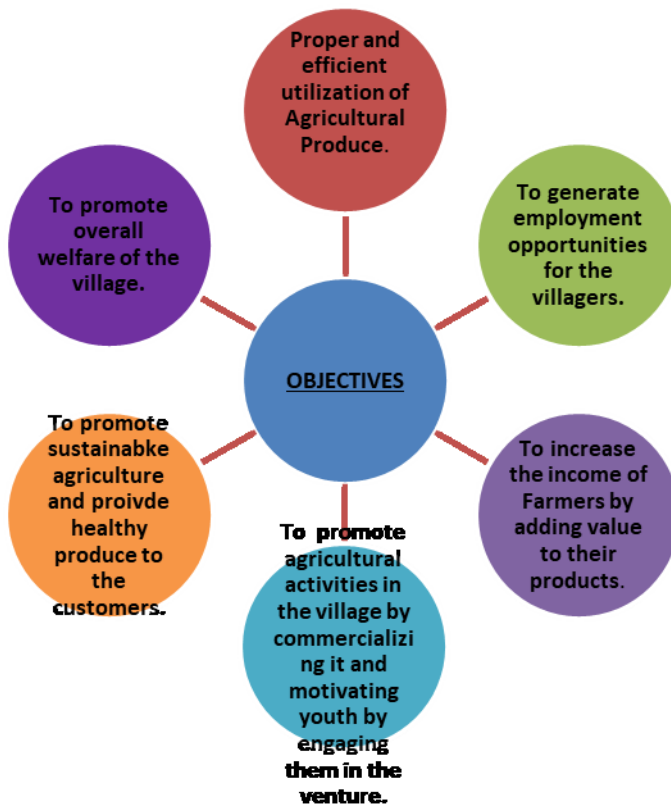 Proper and
efficient
utilization of
Agricultural
Produce.
To generate
employment
opportunities
for the
villagers.
To increase
the income of
Farmers by
adding value
to their
products.
To promote
agricultural
activities in
the village by
commercializi
ng it and
motivating
youth by
engaging
them in the
venture.
To promote
sustainabke
agriculture
and proivde
healthy
produce to
the
customers.
To promote
overall
welfare of the
village.
OBJECTIVES